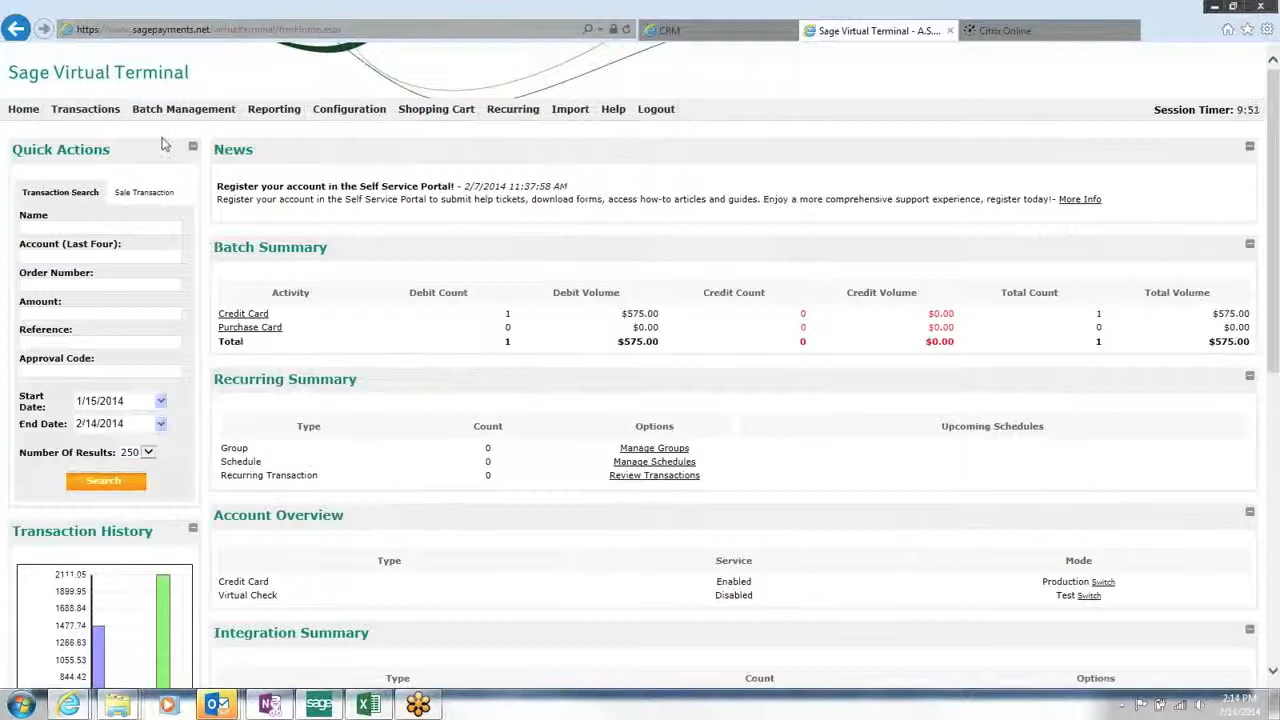 https://www.sagepayments.net/virtualterminal/frmHome.aspx
CRM
Sage Virtual Terminal - A.S....
Citrix Online
Sage Virtual Terminal
Home Transactions Batch Management Reporting Configuration Shopping Cart Recurring Import Help Logout
Session Timer: 9:51
Quick Actions
Transaction Search Sale Transaction
Name
Account (Last Four):
Order Number:
Amount:
Reference:
Approval Code:
Start Date: 1/15/2014
End Date: 2/14/2014
Number Of Results: 250
Search
Transaction History
2111.05
1899.95
1688.84
1477.74
1266.63
1055.53
844.42
News
Register your account in the Self Service Portal! - 2/7/2014 11:37:58 AM
Register your account in the Self Service Portal to submit help tickets, download forms, access how-to articles and guides. Enjoy a more comprehensive support experience, register today!- More Info
Batch Summary
Activity Debit Count Debit Volume Credit Count Credit Volume Total Count Total Volume
Credit Card 1 $575.00 0 $0.00 1 $575.00
Purchase Card 0 $0.00 0 $0.00 0 $0.00
Total 1 $575.00 0 $0.00 1 $575.00
Recurring Summary
Type Count Options Upcoming Schedules
Group 0 Manage Groups
Schedule 0 Manage Schedules
Recurring Transaction 0 Review Transactions
Account Overview
Type Service Mode
Credit Card Enabled Production Switch
Virtual Check Disabled Test Switch
Integration Summary
Type Count Options
sage
2:14 PM